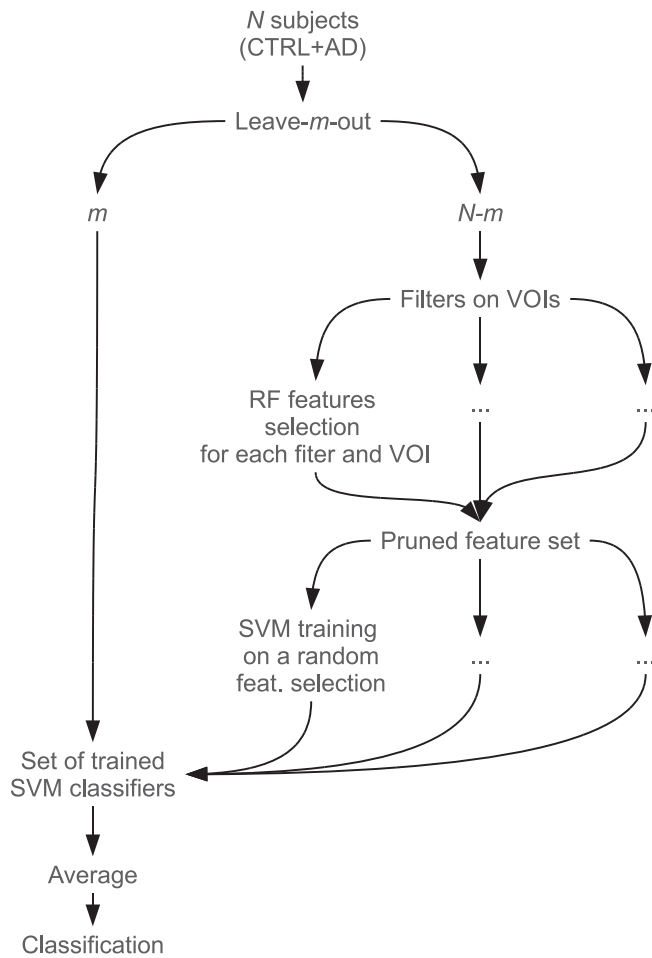 N subjects
(CTRL+AD)
Leave-m-out
m
N-m
Filters on VOIs
RF features
selection
for each fiter and VOI
...
...
Pruned feature set
SVM training
on a random
feat. selection
...
...
Set of trained
SVM classifiers
Average
Classification